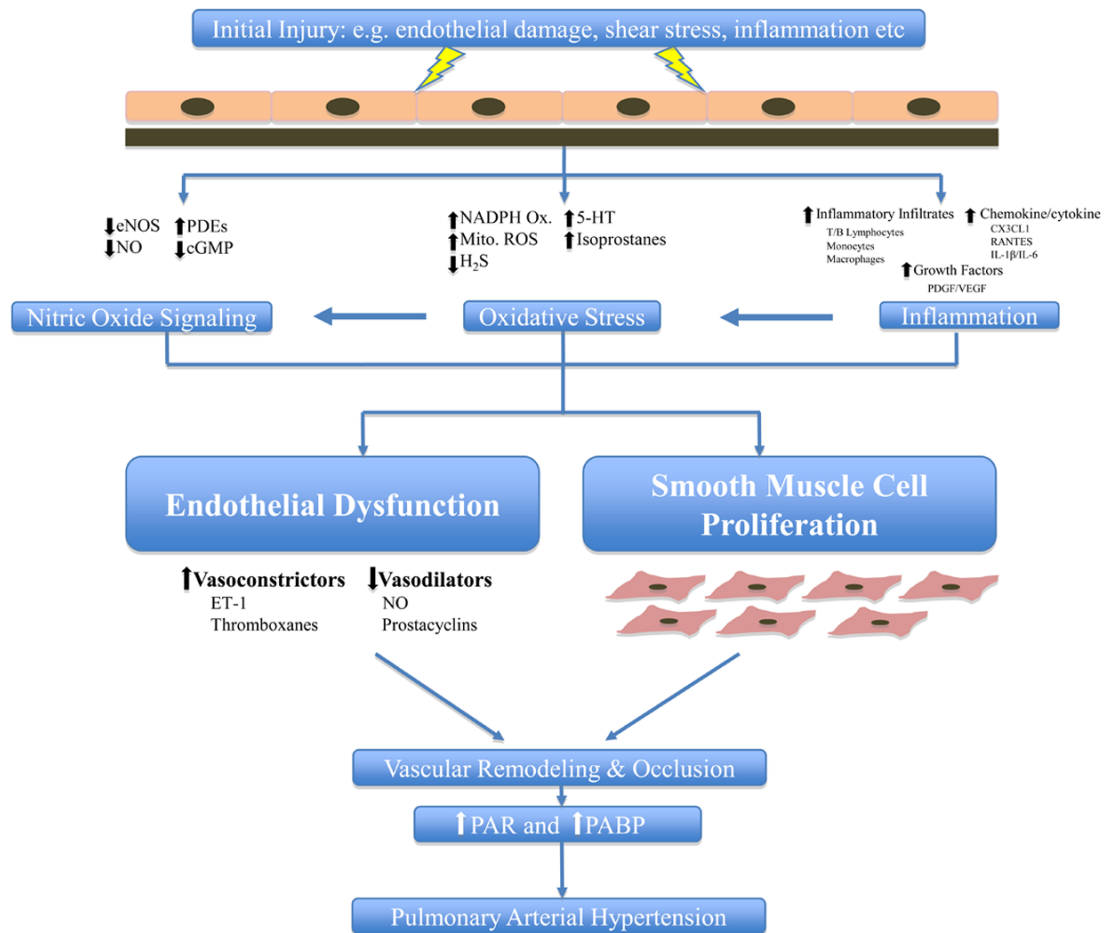 Initial Injury: e.g. endothelial damage, shear stress, inflammation etc
eNOS
PDEs
NO
cGMP
NADPH Ox.
5-HT
Mito. ROS
Isoprostanes
H₂S
Inflammatory Infiltrates
T/B Lymphocytes
Monocytes
Macrophages
Chemokine/cytokine
CX3CL1
RANTES
IL-1β/IL-6
Growth Factors
PDGF/VEGF
Nitric Oxide Signaling
Oxidative Stress
Inflammation
Endothelial Dysfunction
Smooth Muscle Cell
Proliferation
Vasoconstrictors
ET-1
Thromboxanes
Vasodilators
NO
Prostacyclins
Vascular Remodeling & Occlusion
PAR and PABP
Pulmonary Arterial Hypertension